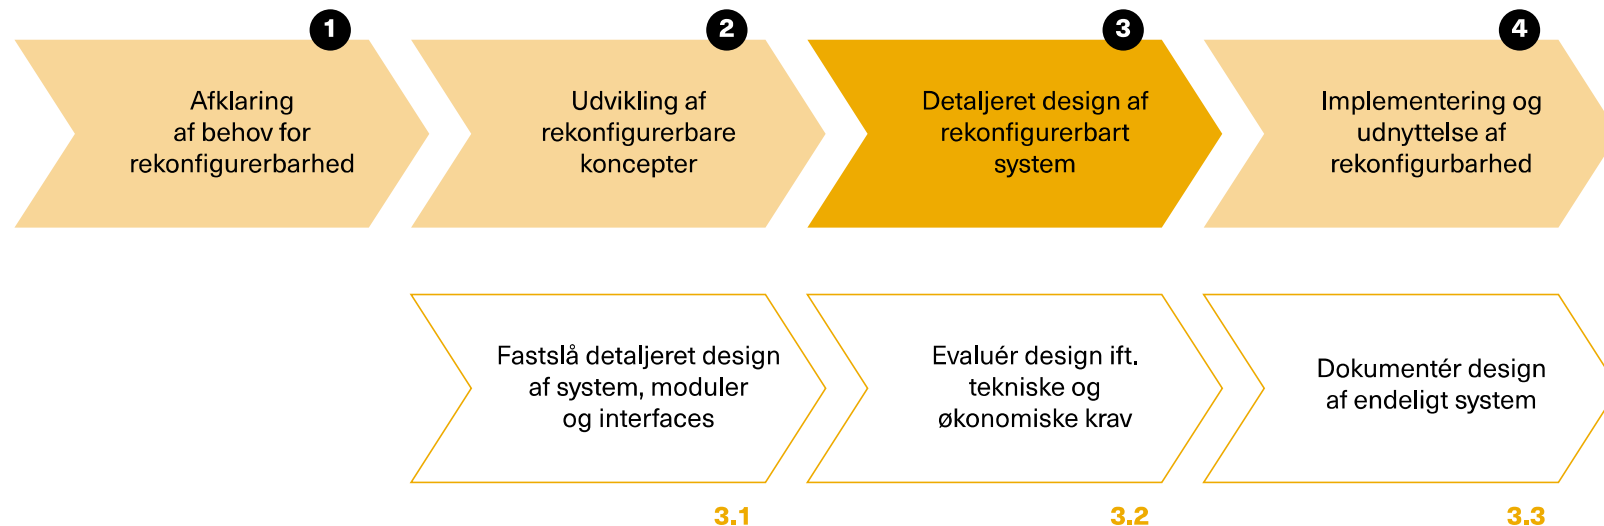 1
Afklaring
af behov for
rekonfigurerbarhed
2
Udvikling af
rekonfigurerbare
koncepter
3
Detaljeret design af
rekonfigurerbart
system
4
Implementering og
udnyttelse af
rekonfigurbarhed
Fastslå detaljeret design
af system, moduler
og interfaces
3.1
Evaluér design ift.
tekniske og
økonomiske krav
3.2
Dokumentér design
af endeligt system
3.3